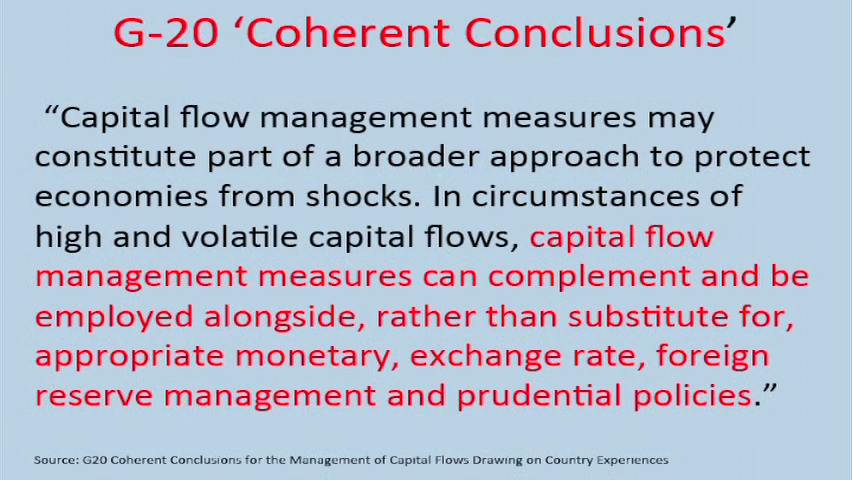 G-20 ‘Coherent Conclusions’
“Capital flow management measures may
constitute part of a broader approach to protect
economies from shocks. In circumstances of
high and volatile capital flows, capital flow
management measures can complement and be
employed alongside, rather than substitute for,
appropriate monetary, exchange rate, foreign
reserve management and prudential policies.”
Source: G20 Coherent Conclusions for the Management of Capital Flows Drawing on Country Experiences